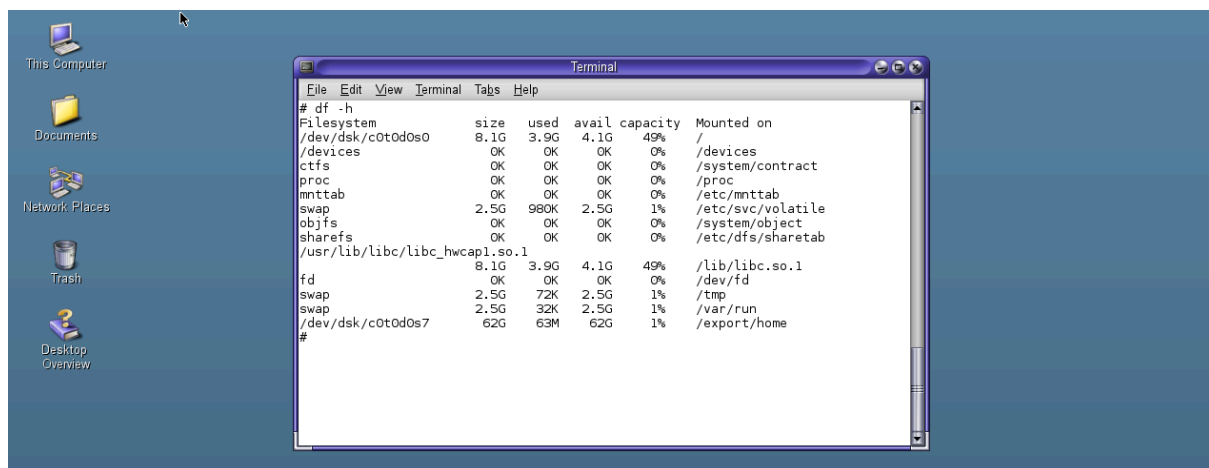 This Computer
Documents
Network Places
Trash
Desktop
Overview
Terminal
File Edit View Terminal Tabs Help
# df -h
Filesystem size used avail capacity Mounted on
/dev/dsk/c0t0d0s0 8.1G 3.9G 4.1G 49% /
/devices 0K 0K 0K 0% /devices
ctfs 0K 0K 0K 0% /system/contract
proc 0K 0K 0K 0% /proc
mnttab 0K 0K 0K 0% /etc/mnttab
swap 2.5G 980K 2.5G 1% /etc/svc/volatile
objfs 0K 0K 0K 0% /system/object
sharefs 0K 0K 0K 0% /etc/dfs/sharetab
/usr/lib/libc/libc_hwcap1.so.1
8.1G 3.9G 4.1G 49% /lib/libc.so.1
fd 0K 0K 0K 0% /dev/fd
swap 2.5G 72K 2.5G 1% /tmp
swap 2.5G 32K 2.5G 1% /var/run
/dev/dsk/c0t0d0s7 62G 63M 62G 1% /export/home
#